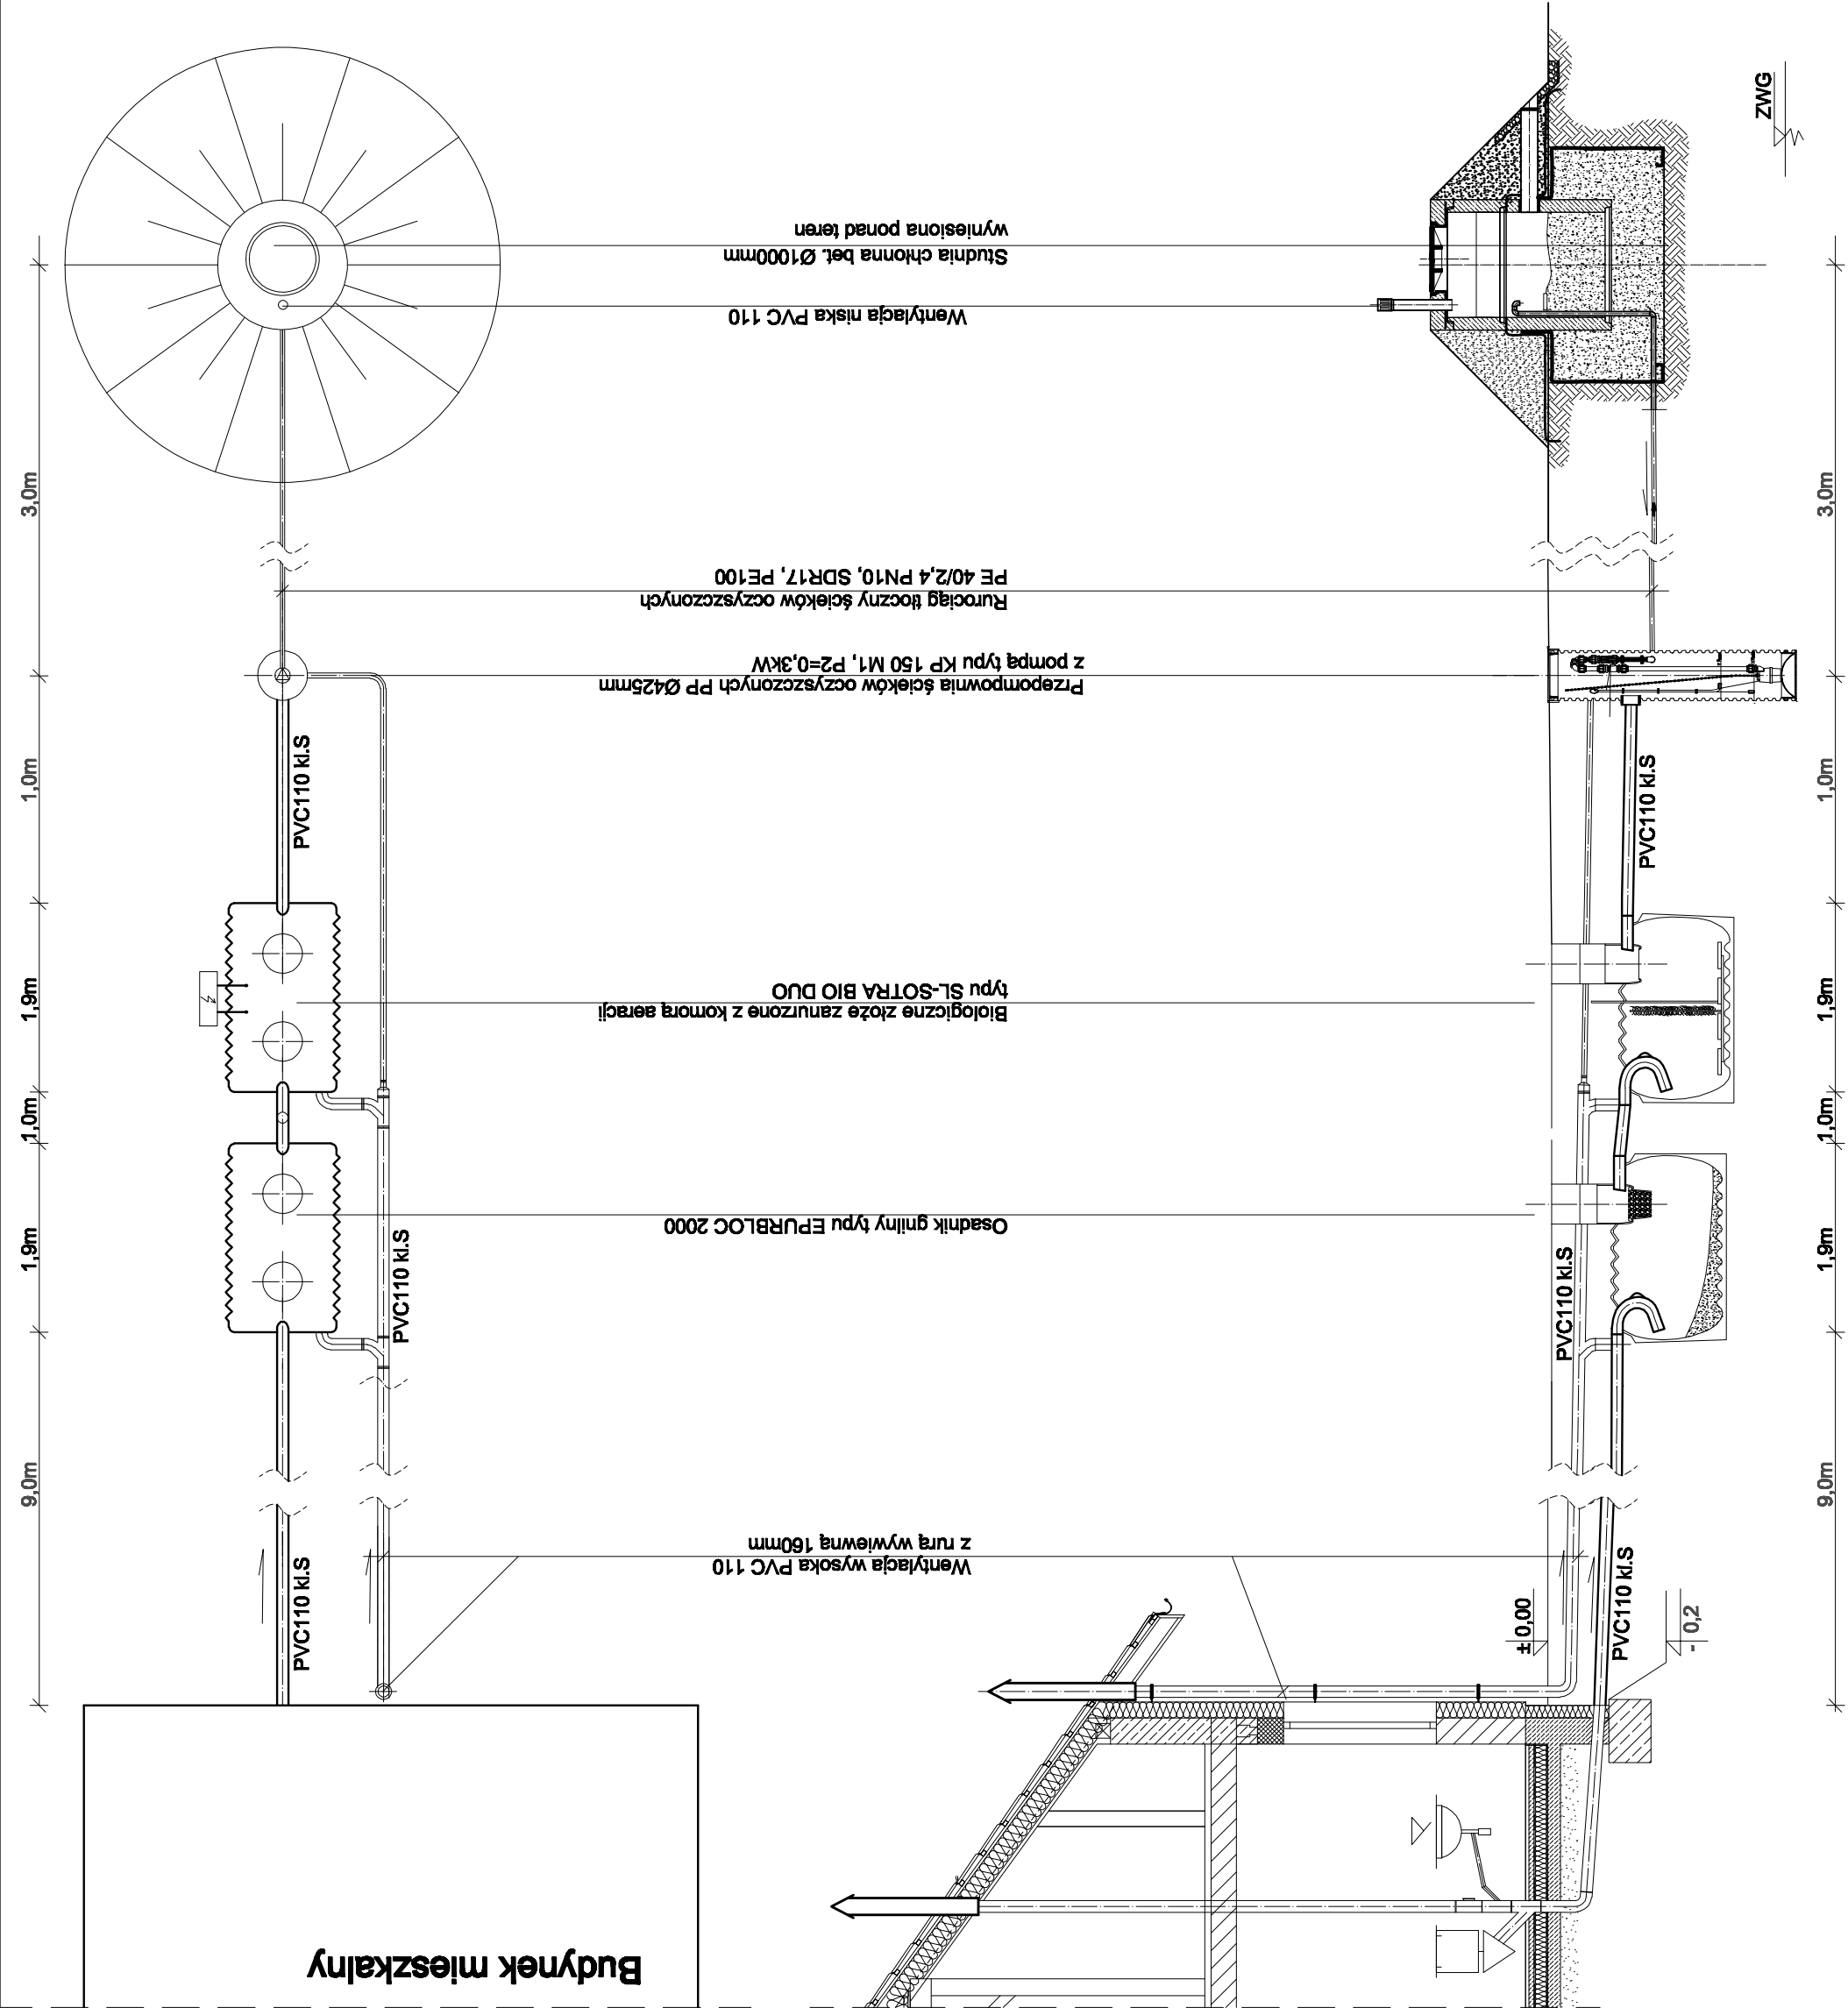 ZWG
Studnia chłonna bet. Ø1000mm
wyniesiona ponad teren
Wentylacja niska PVC 110
3,0m
3,0m
Rurociąg tłoczny ścieków oczyszczonych
PE 40/2,4 PN10, SDR17, PE100
Przepompownia ścieków oczyszczonych PP Ø425mm
z pompą typu KP 150 M1, P2=0,3kW
1,0m
PVC110 kl.S
PVC110 kl.S
1,0m
1,9m
Biologiczne złoże zanurzone z komorą aeracji
typu SL-SOTRA BIO DUO
1,9m
1,0m
1,0m
1,9m
Osadnik gnilny typu EPURBLOC 2000
1,9m
PVC110 kl.S
PVC110 kl.S
9,0m
9,0m
Wentylacja wysoka PVC 110
z rurą wywiewną 160mm
PVC110 kl.S
PVC110 kl.S
± 0,00
- 0,2
Budynek mieszkalny